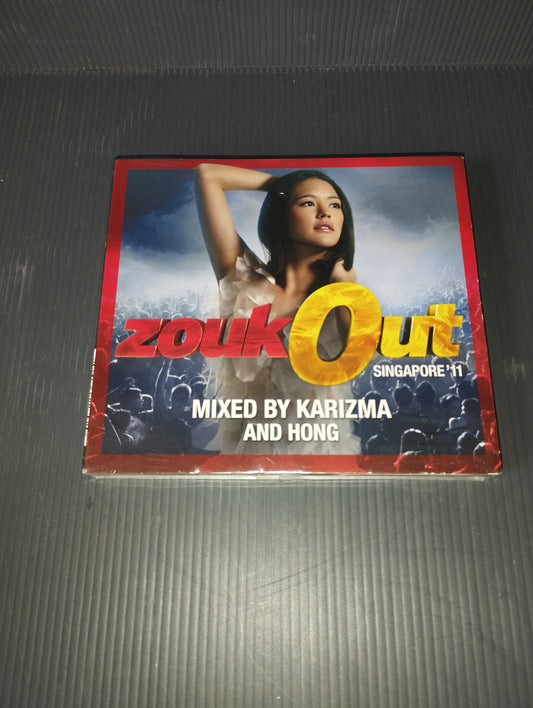 zoukOut
SINGAPORE '11
MIXED BY KARIZMA
AND HONG